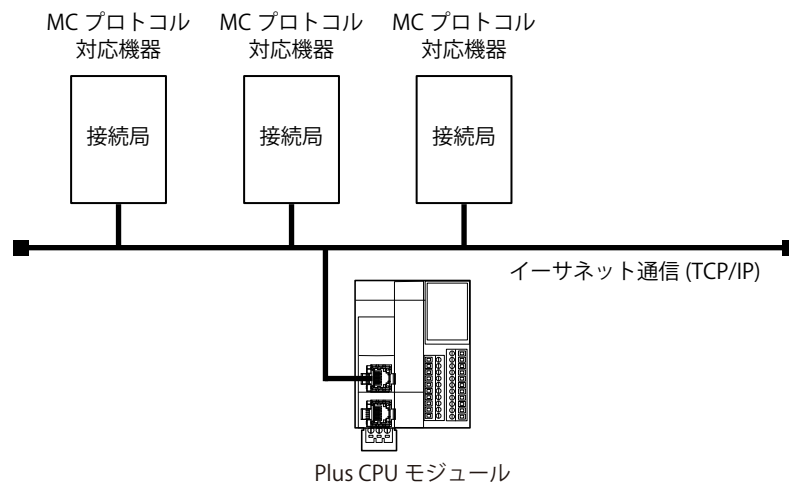 MC プロトコル
対応機器
MC プロトコル
対応機器
MC プロトコル
対応機器
接続局
接続局
接続局
イーサネット通信 (TCP/IP)
Plus CPU モジュール